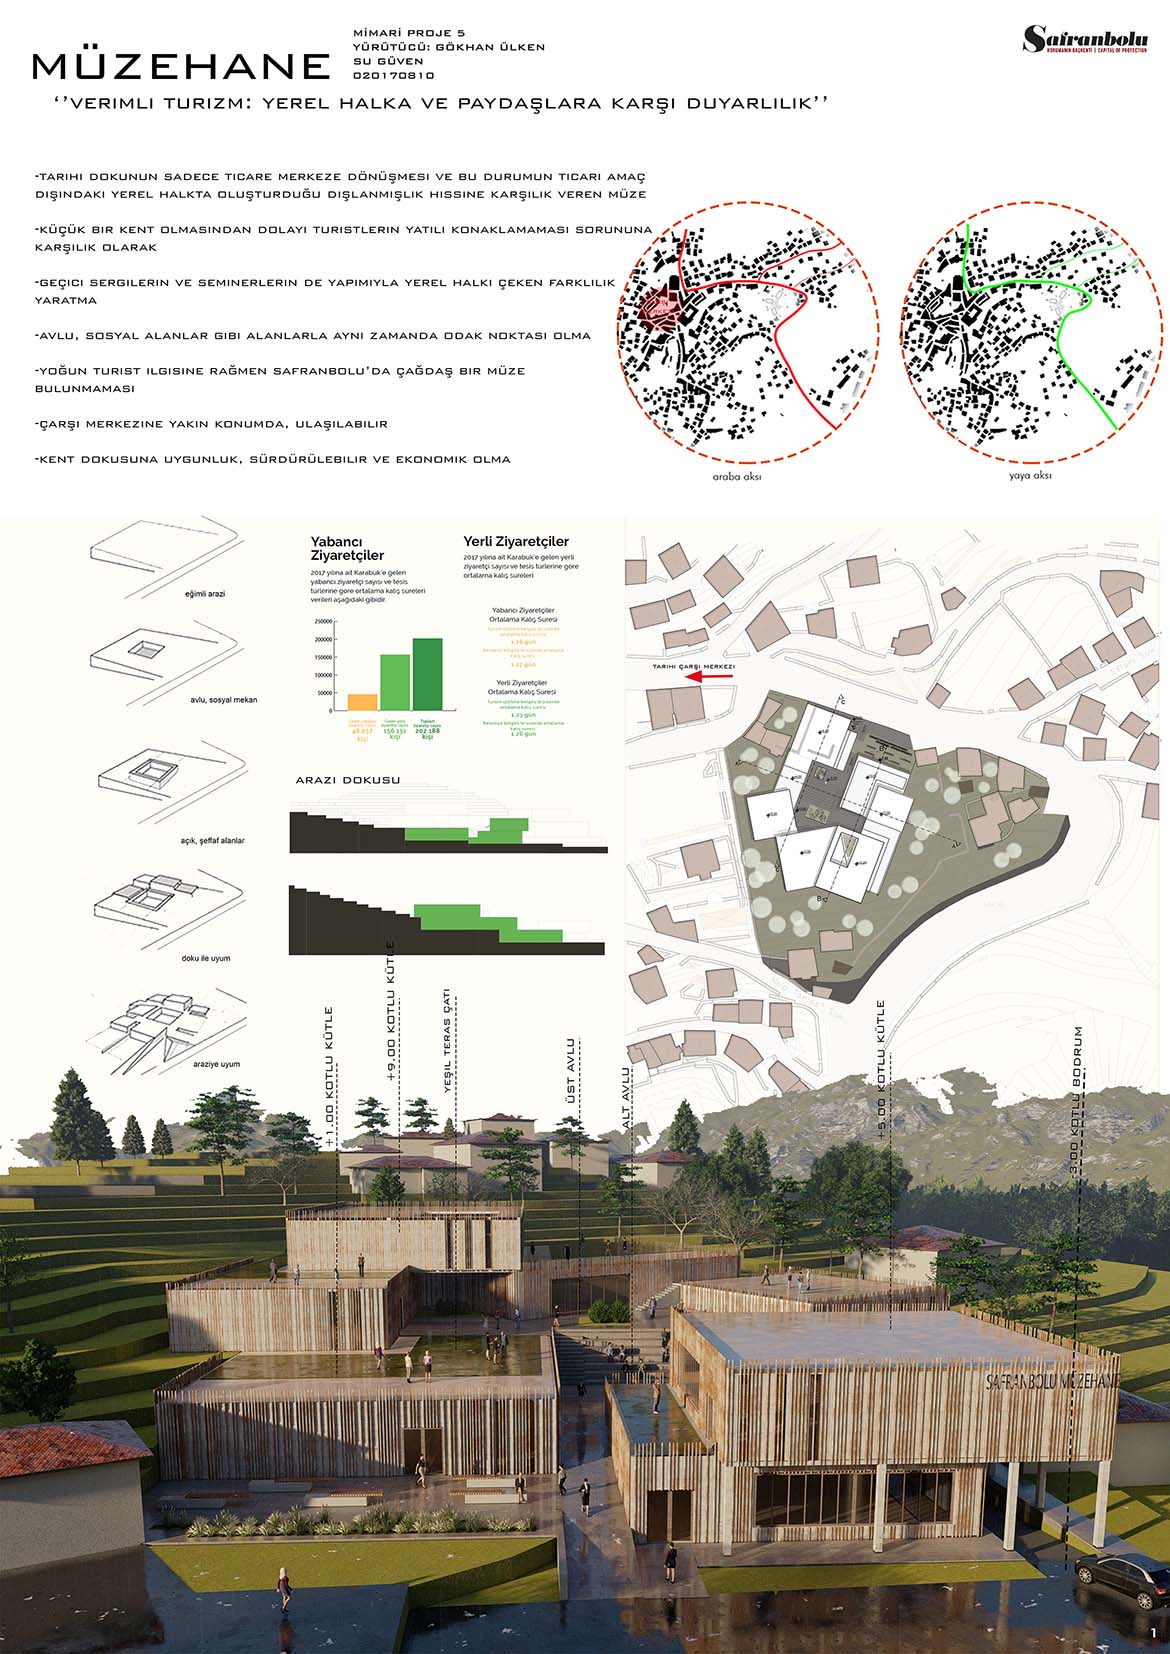 MÜZEHANE
MİMARİ PROJE 5
YÜRÜTÜCÜ: GÖKHAN ÜLKEN
SU GÜVEN
020170810
Safranbolu
KORUMANIN BAŞKENTİ | CAPITAL OF PROTECTION
‘’VERIMLI TURIZM: YEREL HALKA VE PAYDAŞLARA KARŞI DUYARLILIK’’
-TARIHI DOKUNUN SADECE TICARE MERKEZE DÖNÜŞMESI VE BU DURUMUN TICARI AMAÇ
DIŞINDAKI YEREL HALKTA OLUŞTURDUĞU DIŞLANMIŞLIK HISSINE KARŞILIK VEREN MÜZE
-KÜÇÜK BIR KENT OLMASINDAN DOLAYI TURISTLERIN YATILI KONAKLAMAMASI SORUNUNA
KARŞILIK OLARAK
-GEÇICI SERGILERIN VE SEMINERLERIN DE YAPIMIYLA YEREL HALKI ÇEKEN FARKLILIK
YARATMA
-AVLU, SOSYAL ALANLAR GIBI ALANLARLA AYNI ZAMANDA ODAK NOKTASI OLMA
-YOĞUN TURIST ILGISINE RAĞMEN SAFRANBOLU’DA ÇAĞDAŞ BIR MÜZE
BULUNMAMASI
-ÇARŞI MERKEZINE YAKIN KONUMDA, ULAŞILABILIR
-KENT DOKUSUNA UYGUNLUK, SÜRDÜRÜLEBILIR VE EKONOMIK OLMA
araba aksı
yaya aksı
eğimli arazi
avlu, sosyal mekan
açık, şeffaf alanlar
doku ile uyum
araziye uyum
Yabancı
Ziyaretçiler
2017 yılına ait Karabük'e gelen
yabancı ziyaretçi sayısı ve tesis
türlerine göre ortalama kalış süreleri
verileri aşağıdaki gibidir.
250000
200000
150000
100000
50000
0
46.037
kişi
156.151
kişi
Toplam
202.188
kişi
Yerli Ziyaretçiler
2017 yılına ait Karabük'e gelen yerli
ziyaretçi sayısı ve tesis türlerine göre
ortalama kalış süreleri
Yabancı Ziyaretçiler
Ortalama Kalış Süresi
1.26 gün
1.27 gün
Yerli Ziyaretçiler
Ortalama Kalış Süresi
1.23 gün
1.26 gün
ARAZI DOKUSU
TARIHI ÇARŞI MERKEZI
+1.00 KOTLU KÜTLE
+9.00 KOTLU KÜTLE
YEŞIL TERAS ÇATI
ÜST AVLU
ALT AVLU
+5.00 KOTLU KÜTLE
-3.00 KOTLU BODRUM
SAFRANBOLU MÜZEHANE
1